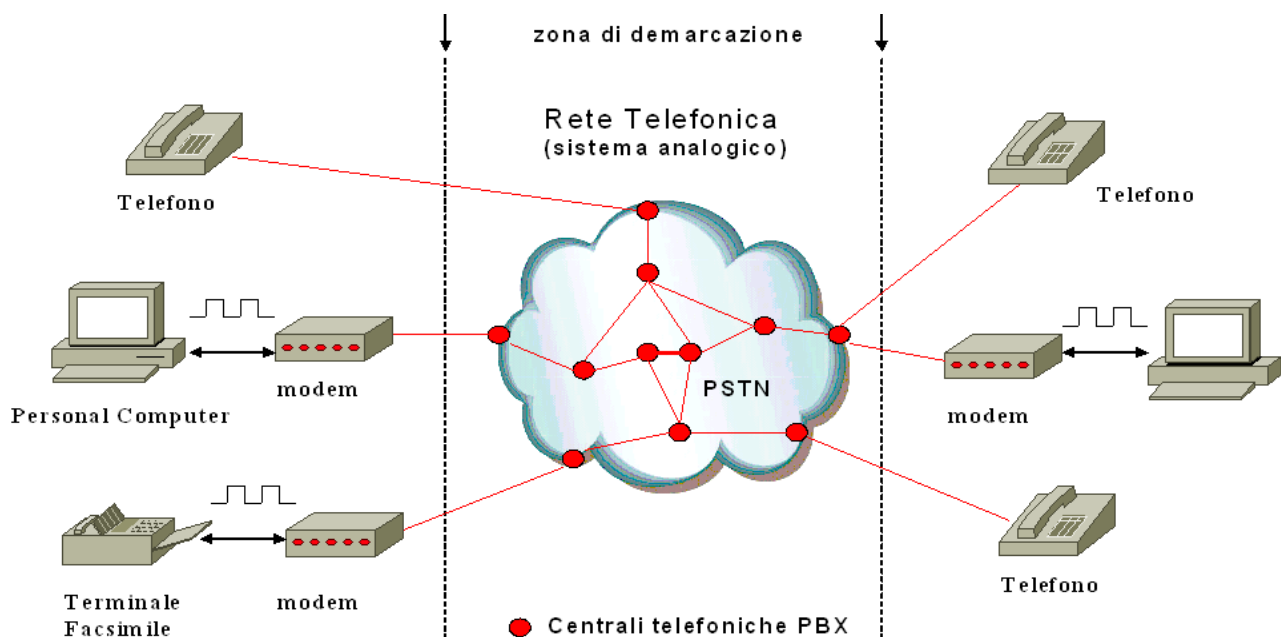 zona di demarcazione
Rete Telefonica
(sistema analogico)
Telefono
Telefono
modem
PSTN
Personal Computer
modem
Terminale
Facsimile
modem
Telefono
Centrali telefoniche PBX